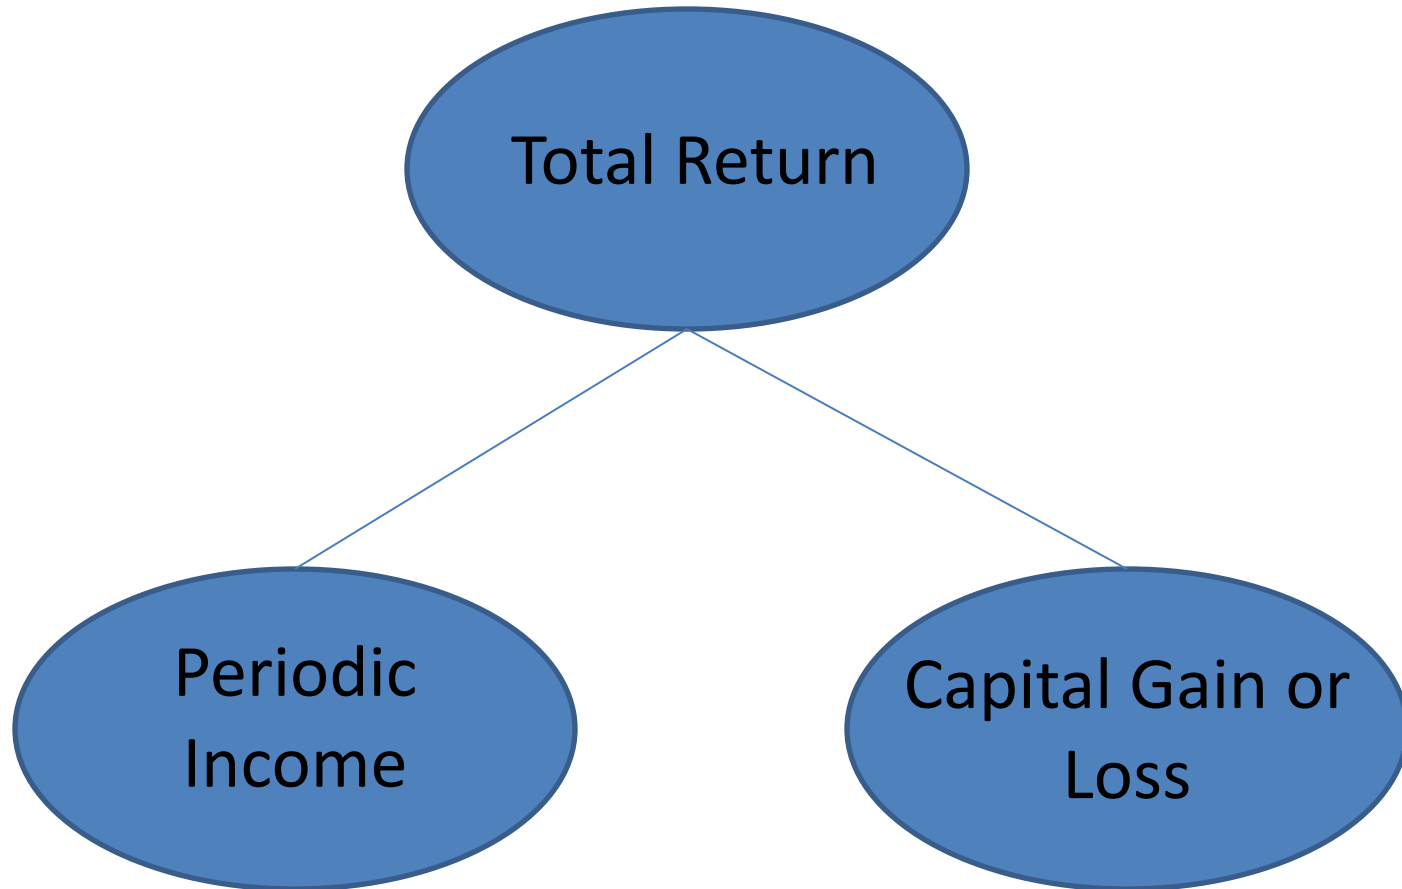 Total Return
Periodic
Income
Capital Gain or
Loss